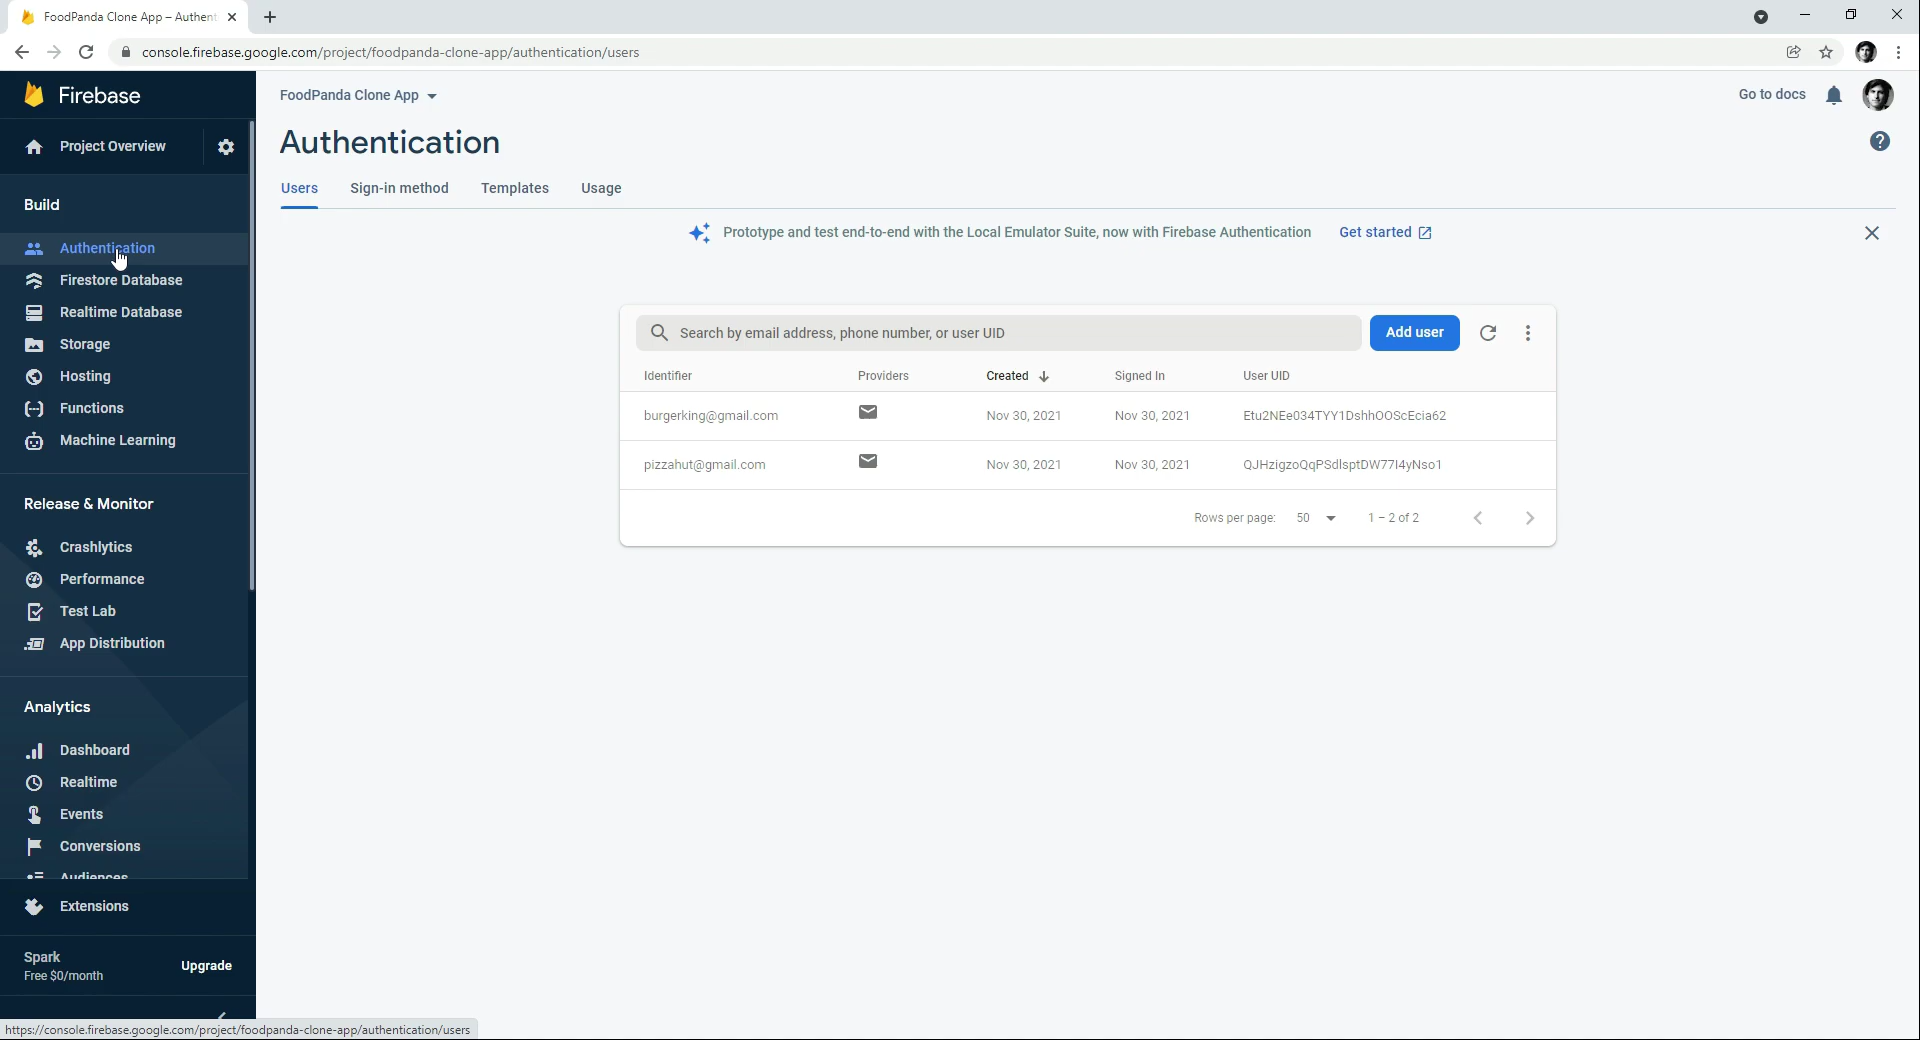 FoodPanda Clone App – Authent
console.firebase.google.com/project/foodpanda-clone-app/authentication/users
Firebase
FoodPanda Clone App
Go to docs
Project Overview
Authentication
Users
Sign-in method
Templates
Usage
Build
Prototype and test end-to-end with the Local Emulator Suite, now with Firebase Authentication
Get started
Authentication
Firestore Database
Realtime Database
Storage
Hosting
Functions
Machine Learning
Search by email address, phone number, or user UID
Add user
Identifier Providers Created Signed In User UID
burgerking@gmail.com Nov 30, 2021 Nov 30, 2021 Etu2NEe034TYY1DshhOOScEcia62
pizzahut@gmail.com Nov 30, 2021 Nov 30, 2021 QJHzigzoQqPSdlsptDW77I4yNso1
Rows per page: 50 1 – 2 of 2
Release & Monitor
Crashlytics
Performance
Test Lab
App Distribution
Analytics
Dashboard
Realtime
Events
Conversions
Audiences
Extensions
Spark
Free $0/month
Upgrade
https://console.firebase.google.com/project/foodpanda-clone-app/authentication/users